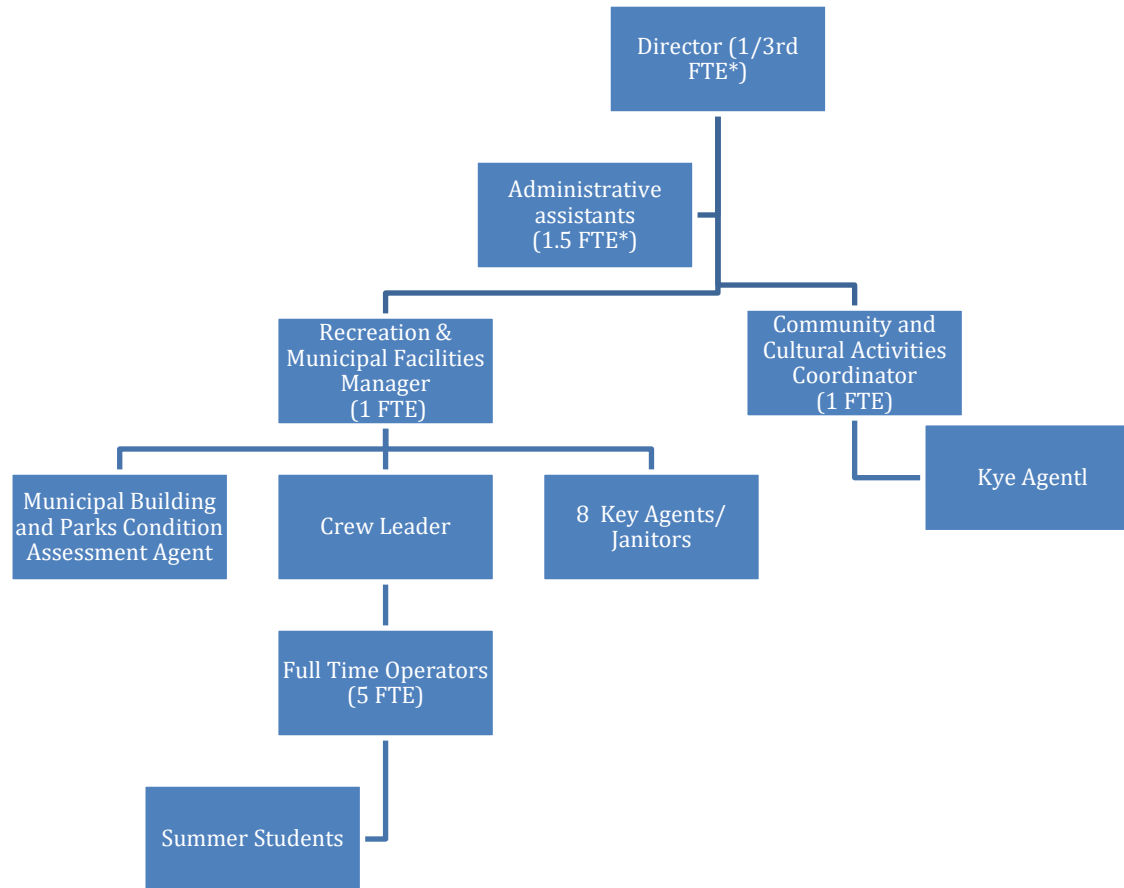 Director (1/3rd
FTE*)
Administrative
assistants
(1.5 FTE*)
Recreation &
Municipal Facilities
Manager
(1 FTE)
Community and
Cultural Activities
Coordinator
(1 FTE)
Municipal Building
and Parks Condition
Assessment Agent
Crew Leader
8 Key Agents/
Janitors
Kye Agentl
Full Time Operators
(5 FTE)
Summer Students